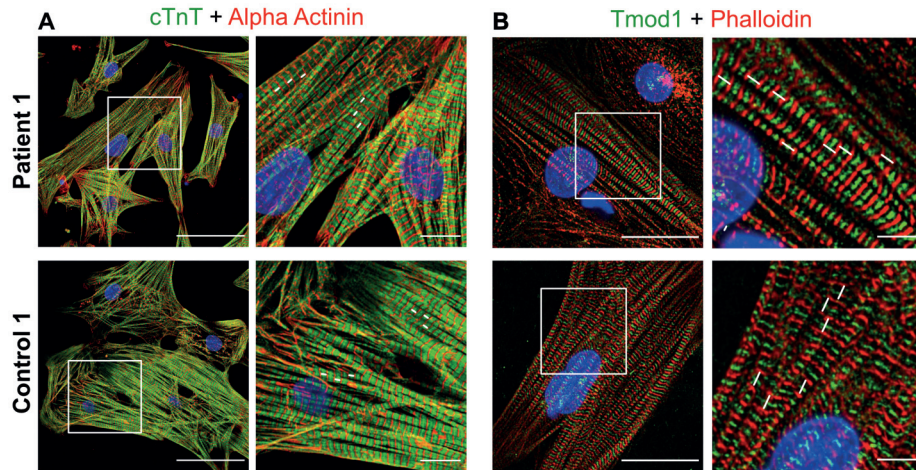 A
cTnT + Alpha Actinin
B
Tmod1 + Phalloidin
Patient 1
Control 1